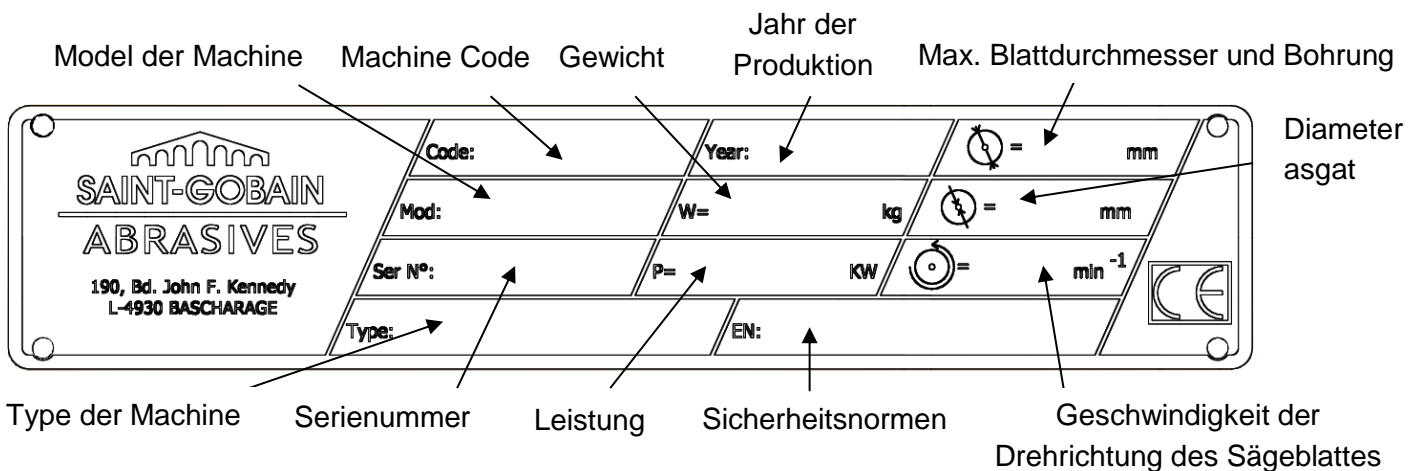 Jahr der
Produktion
Model der Machine
Machine Code
Gewicht
Max. Blattdurchmesser und Bohrung
Diameter
asgat
SAINT-GOBAIN
ABRASIVES
190, Bd. John F. Kennedy
L-4930 BASCHARAGE
Code:
Year:
= mm
Mod:
W= kg
= mm
Ser Nº:
P= KW
= min -1
Type:
EN:
CE
Type der Machine
Serienummer
Leistung
Sicherheitsnormen
Geschwindigkeit der
Drehrichtung des Sägeblattes